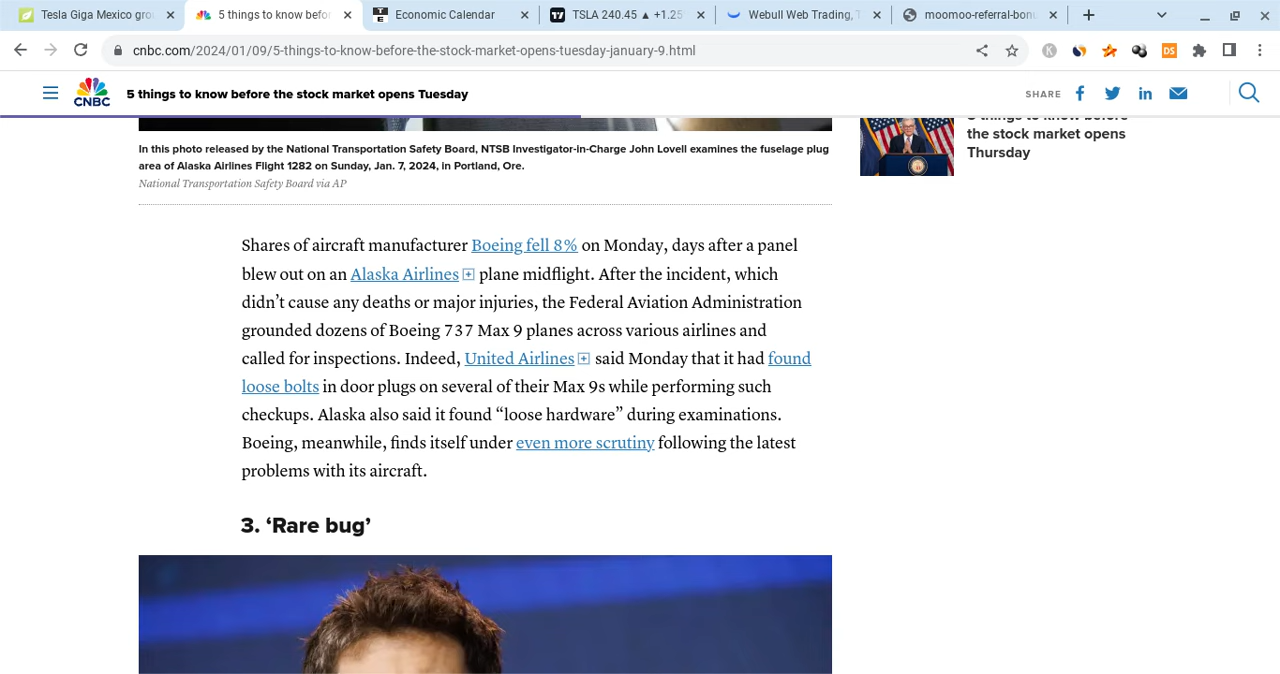 Tesla Giga Mexico gro
5 things to know befo
Economic Calendar
TSLA 240.45 ▲ +1.25
Webull Web Trading, T
moomoo-referral-bonu
cnbc.com/2024/01/09/5-things-to-know-before-the-stock-market-opens-tuesday-january-9.html
CNBC
5 things to know before the stock market opens Tuesday
SHARE
5 things to know before
the stock market opens
Thursday
In this photo released by the National Transportation Safety Board, NTSB Investigator-in-Charge John Lovell examines the fuselage plug
area of Alaska Airlines Flight 1282 on Sunday, Jan. 7, 2024, in Portland, Ore.
National Transportation Safety Board via AP
Shares of aircraft manufacturer Boeing fell 8% on Monday, days after a panel
blew out on an Alaska Airlines plane midflight. After the incident, which
didn’t cause any deaths or major injuries, the Federal Aviation Administration
grounded dozens of Boeing 737 Max 9 planes across various airlines and
called for inspections. Indeed, United Airlines said Monday that it had found
loose bolts in door plugs on several of their Max 9s while performing such
checkups. Alaska also said it found “loose hardware” during examinations.
Boeing, meanwhile, finds itself under even more scrutiny following the latest
problems with its aircraft.
3. ‘Rare bug’